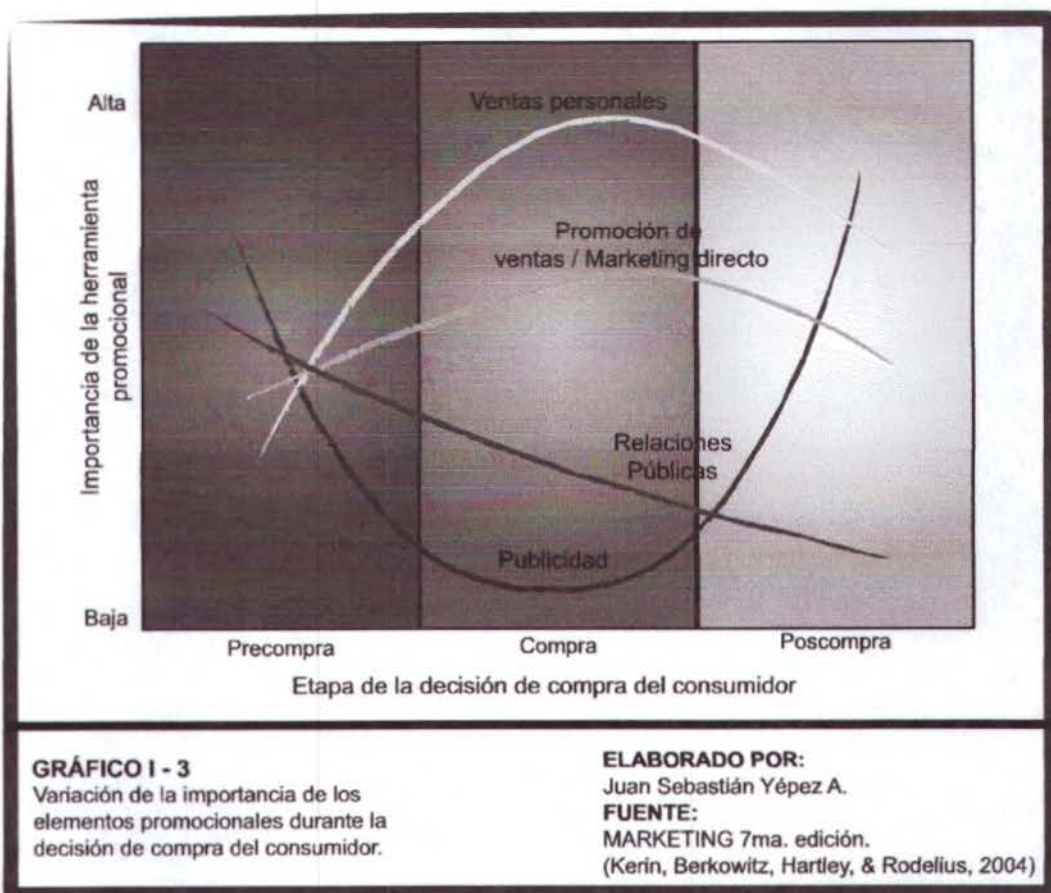 Alta
Importancia de la herramienta
promocional
Baja
Ventas personales
Promoción de
ventas / Marketing directo
Relaciones
Públicas
Publicidad
Precompra
Compra
Poscompra
Etapa de la decisión de compra del consumidor
GRÁFICO I - 3
Variación de la importancia de los
elementos promocionales durante la
decisión de compra del consumidor.
ELABORADO POR:
Juan Sebastián Yépez A.
FUENTE:
MARKETING 7ma. edición.
(Kerin, Berkowitz, Hartley, & Rodelius, 2004)